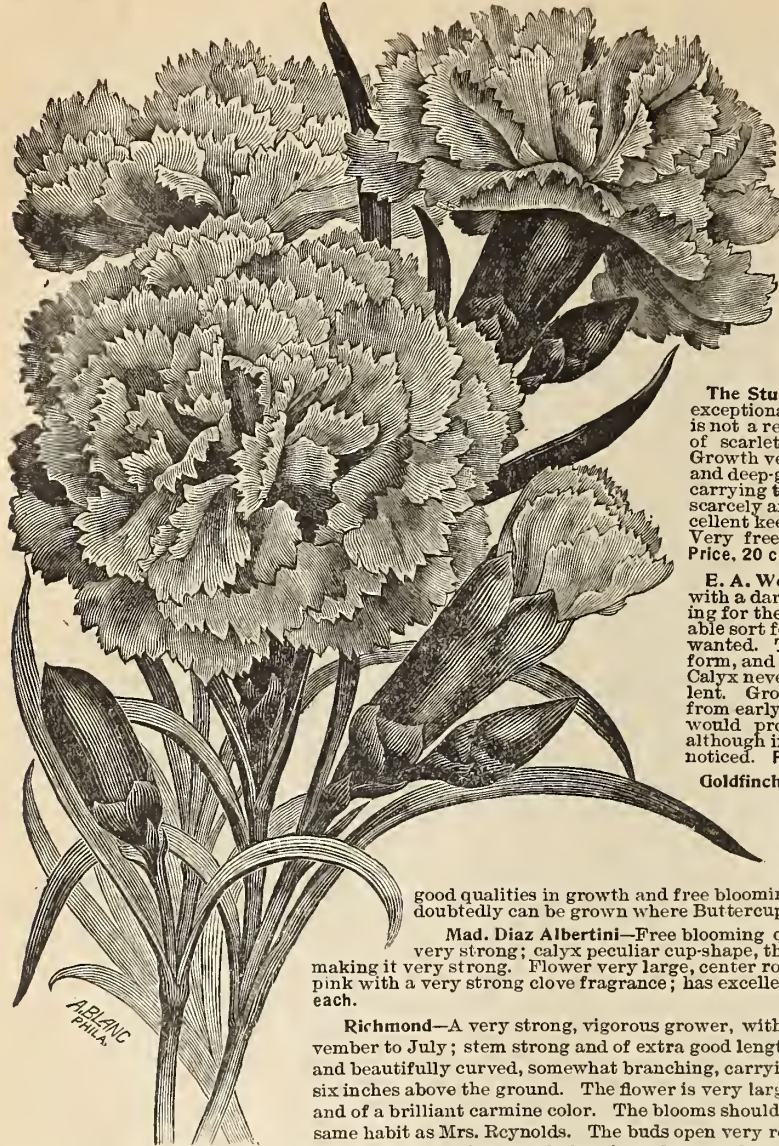 The Stu
exceptiona
is not a re
of scarlet
Growth ve
and deep-g
carrying t
scarcely a
cellent kee
Very free
Price, 20 c
E. A. Wo
with a dar
ing for the
able sort f
wanted. T
form, and
Calyx neve
lent. Gro
from early
would pro
although i
noticed. P
Goldfinch
good qualities in growth and free bloomin
doubtedly can be grown where Buttercup
Mad. Diaz Albertini—Free blooming c
very strong; calyx peculiar cup-shape, th
making it very strong. Flower very large, center ro
pink with a very strong clove fragrance; has excelle
each.
Richmond—A very strong, vigorous grower, with
vember to July; stem strong and of extra good lengt
and beautifully curved, somewhat branching, carryi
six inches above the ground. The flower is very larg
and of a brilliant carmine color. The blooms should
same habit as Mrs. Reynolds. The buds open very r
A. BLANC
PHILA.